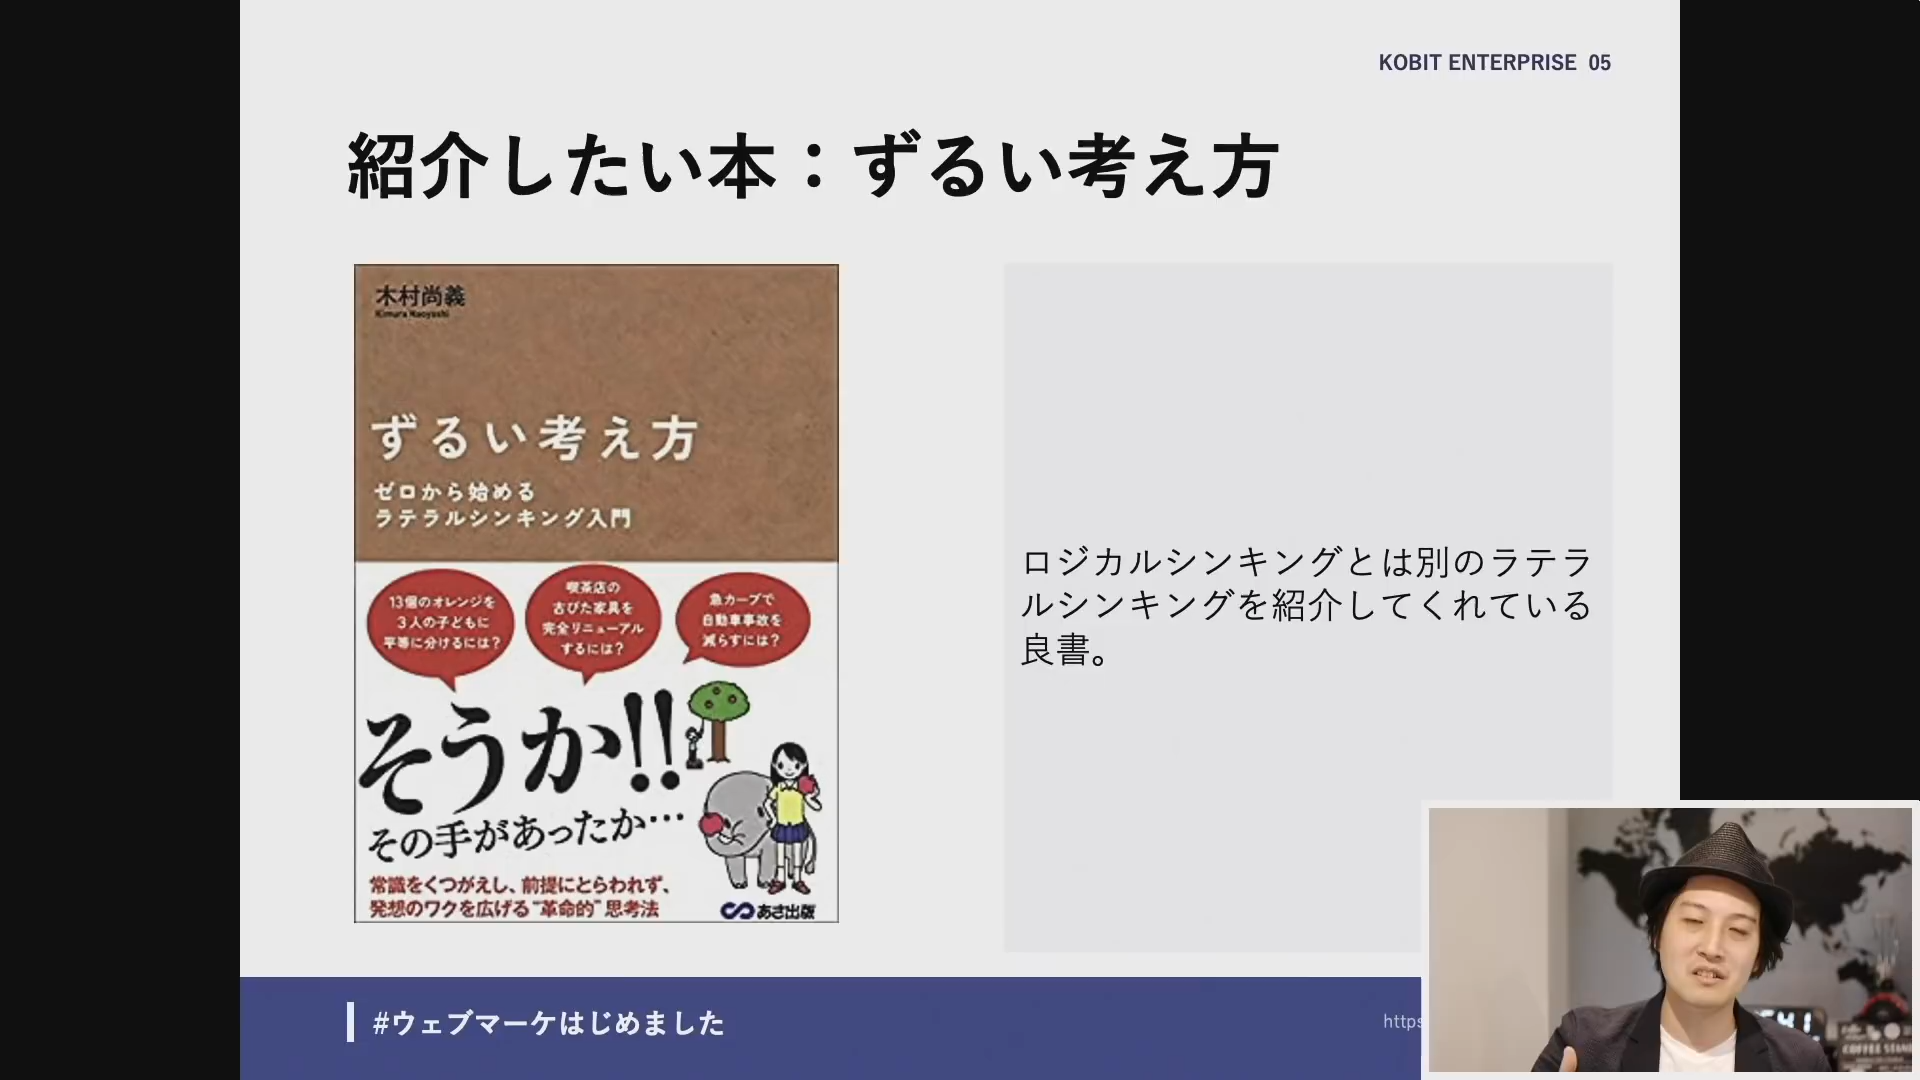 KOBIT ENTERPRISE 05
紹介したい本：ずるい考え方
木村尚義
Kimura Naoyoshi
ずるい考え方
ゼロから始める
ラテラルシンキング入門
13個のオレンジを
3人の子どもに
平等に分けるには？
喫茶店の
古びた家具を
完全リニューアル
するには？
急カーブで
自動車事故を
減らすには？
そうか!!
その手があったか…
常識をくつがえし、前提にとらわれず、
発想のワクを広げる“革命的”思考法
あさ出版
ロジカルシンキングとは別のラテラ
ルシンキングを紹介してくれている
良書。
#ウェブマーケはじめました
https
COFFEE